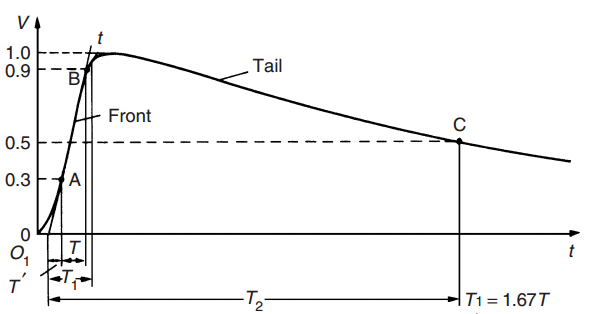 V
t
1.0
0.9
B
Tail
Front
C
0.5
0.3
A
0
O₁
T
t
T′
T₁
T₂
T₁ = 1.67T